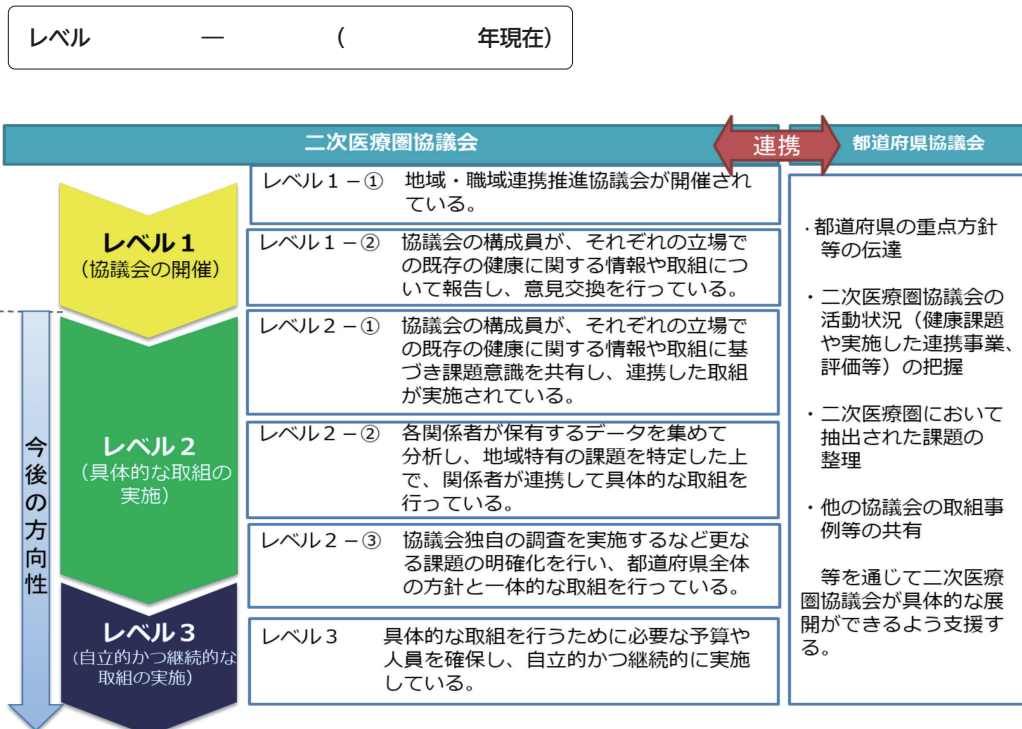 レベル　　　　　―　　　　　（　　　　　　年現在）
二次医療圏協議会
連携
都道府県協議会
レベル１
（協議会の開催）
レベル１－①　地域・職域連携推進協議会が開催され
ている。
レベル１－②　協議会の構成員が、それぞれの立場で
の既存の健康に関する情報や取組につ
いて報告し、意見交換を行っている。
今後の方向性
レベル２
（具体的な取組の
実施）
レベル２－①　協議会の構成員が、それぞれの立場で
の既存の健康に関する情報や取組に基
づき課題意識を共有し、連携した取組
が実施されている。
レベル２－②　各関係者が保有するデータを集めて
分析し、地域特有の課題を特定した上
で、関係者が連携して具体的な取組を
行っている。
レベル２－③　協議会独自の調査を実施するなど更な
る課題の明確化を行い、都道府県全体
の方針と一体的な取組を行っている。
レベル３
（自立的かつ継続的な
取組の実施）
レベル３　　具体的な取組を行うために必要な予算や
人員を確保し、自立的かつ継続的に実施
している。
・都道府県の重点方針
等の伝達
・二次医療圏協議会の
活動状況（健康課題
や実施した連携事業、
評価等）の把握
・二次医療圏において
抽出された課題の
整理
・他の協議会の取組事
例等の共有
等を通じて二次医療
圏協議会が具体的な展
開ができるよう支援す
る。